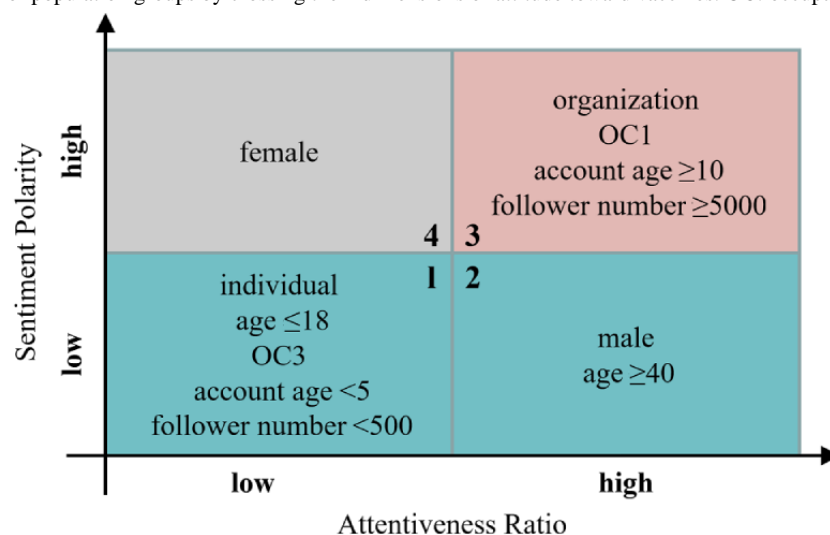 Sentiment Polarity
high
low
female
4
organization
OC1
account age ≥10
follower number ≥5000
3
individual
age ≤18
OC3
account age <5
follower number <500
1
2
male
age ≥40
low
high
Attentiveness Ratio